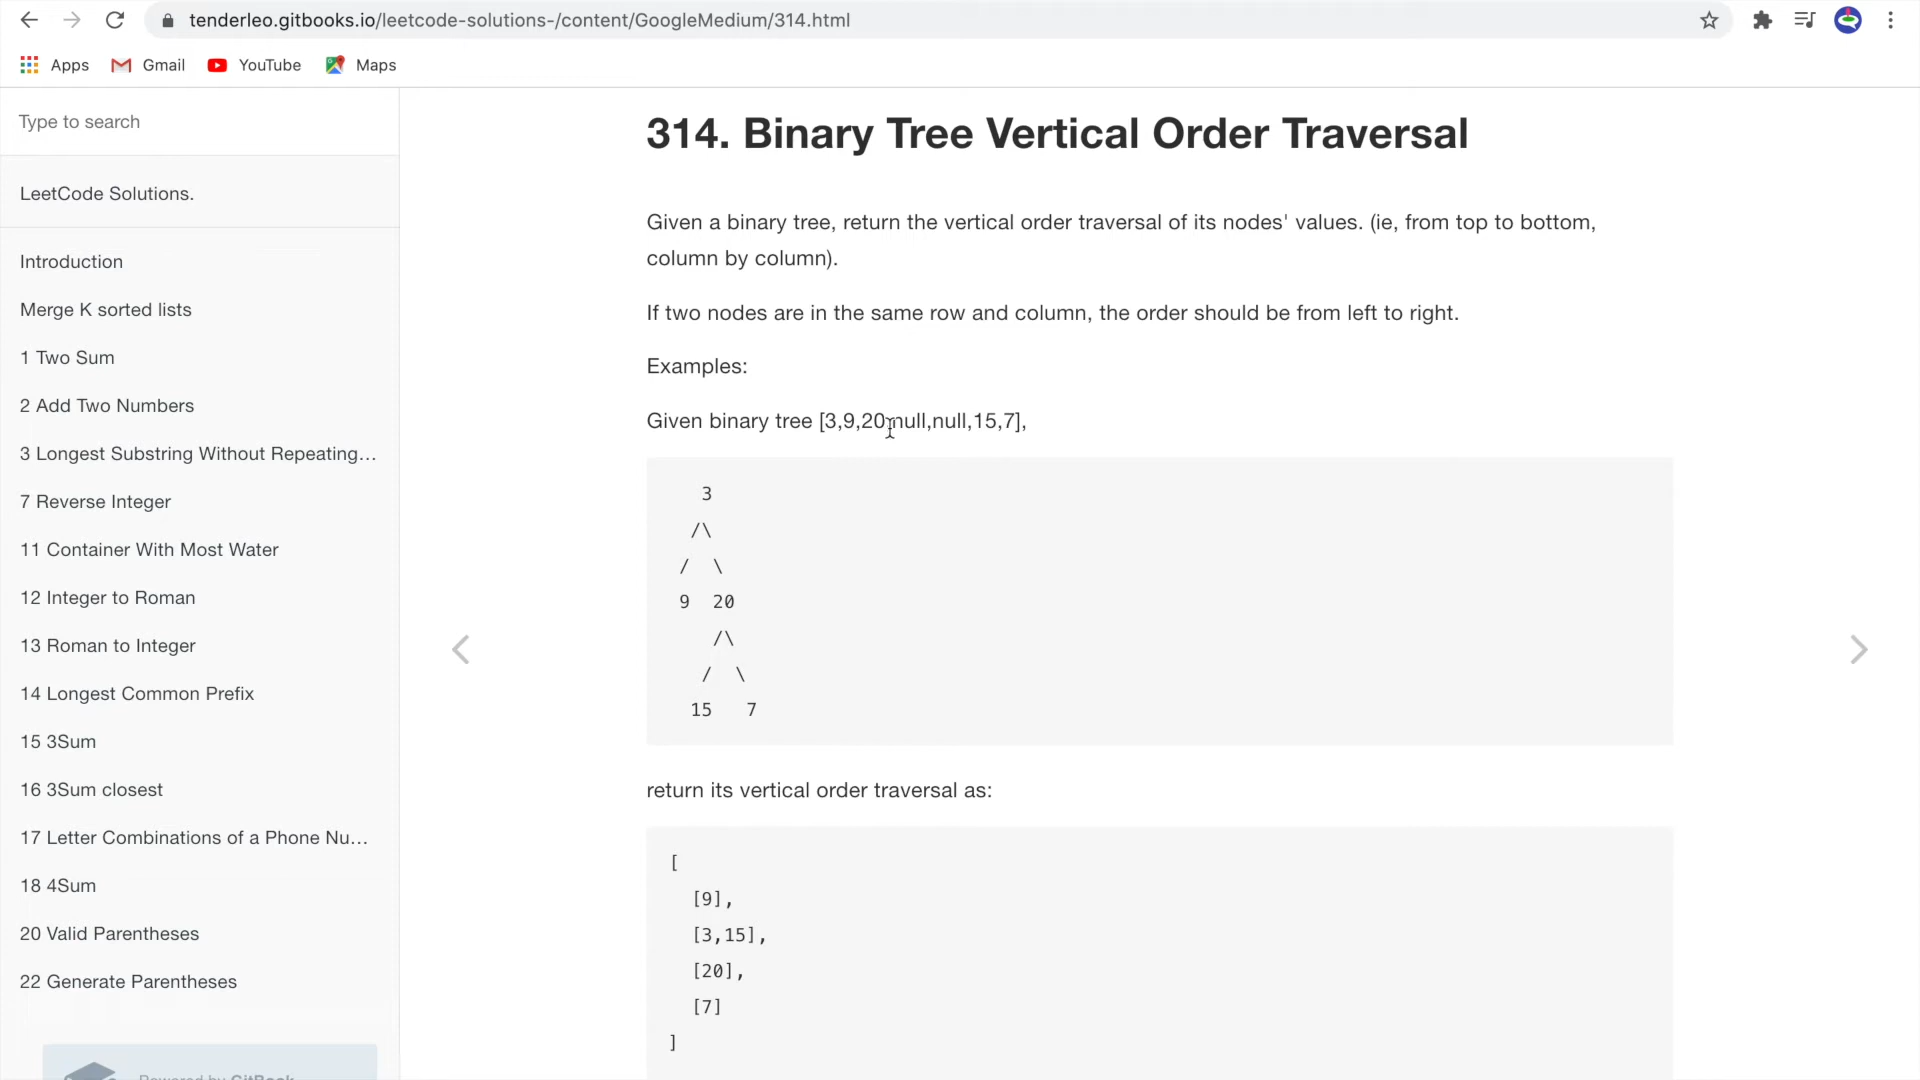 tenderleo.gitbooks.io/leetcode-solutions-/content/GoogleMedium/314.html
Apps
Gmail
YouTube
Maps
Type to search
LeetCode Solutions.
Introduction
Merge K sorted lists
1 Two Sum
2 Add Two Numbers
3 Longest Substring Without Repeating…
7 Reverse Integer
11 Container With Most Water
12 Integer to Roman
13 Roman to Integer
14 Longest Common Prefix
15 3Sum
16 3Sum closest
17 Letter Combinations of a Phone Nu…
18 4Sum
20 Valid Parentheses
22 Generate Parentheses
Powered by GitBook
314. Binary Tree Vertical Order Traversal
Given a binary tree, return the vertical order traversal of its nodes' values. (ie, from top to bottom,
column by column).
If two nodes are in the same row and column, the order should be from left to right.
Examples:
Given binary tree [3,9,20,null,null,15,7],
   3
  /\
 /  \
 9  20
    /\
   /  \
  15   7
return its vertical order traversal as:
[
  [9],
  [3,15],
  [20],
  [7]
]